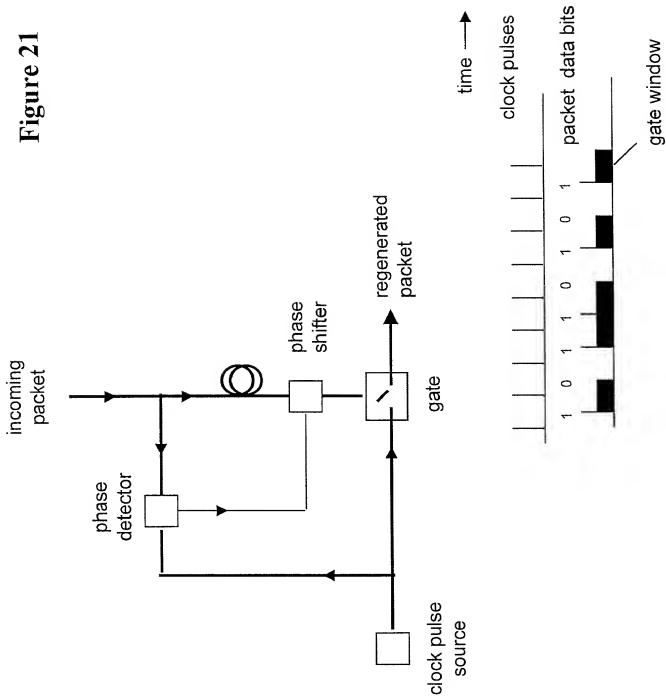 Figure 21
incoming
packet
phase
detector
phase
shifter
regenerated
packet
gate
clock pulse
source
time
clock pulses
packet data bits
1 0 1 1 0 1 0 1
gate window